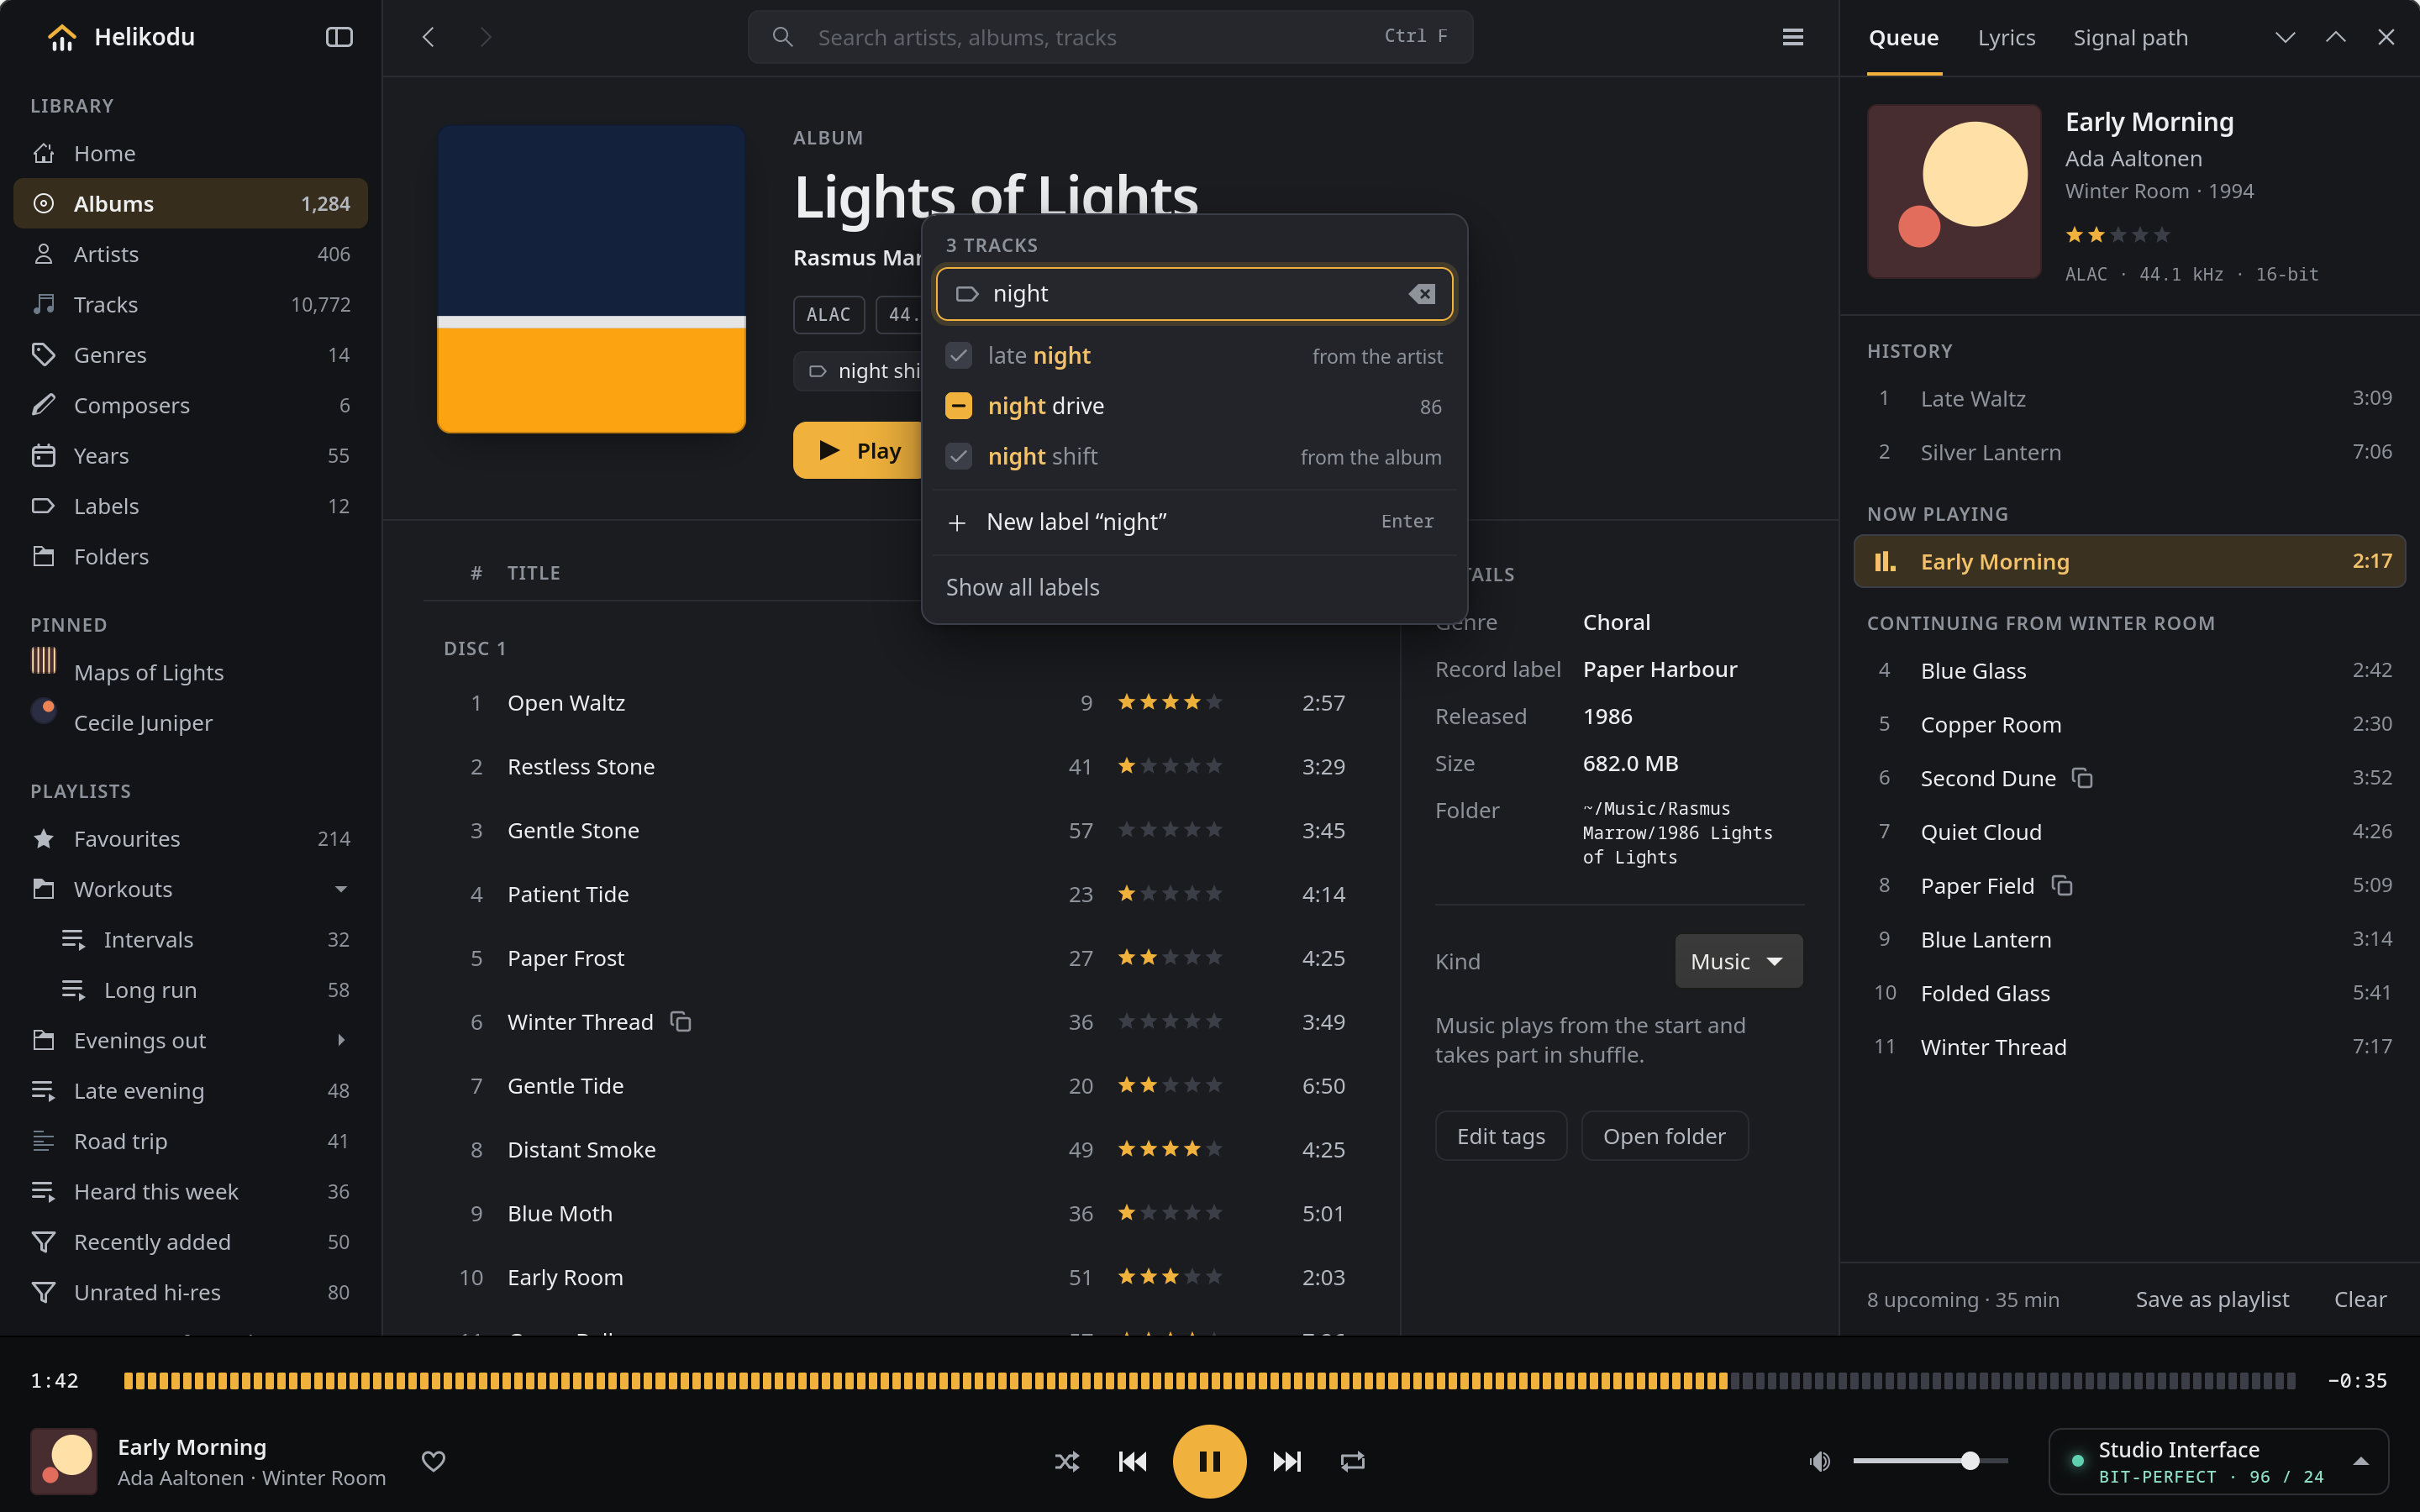 Helikodu
LIBRARY
Home
Albums 1,284
Artists 406
Tracks 10,772
Genres 14
Composers 6
Years 55
Labels 12
Folders
PINNED
Maps of Lights
Cecile Juniper
PLAYLISTS
Favourites 214
Workouts
Intervals 32
Long run 58
Evenings out
Late evening 48
Road trip 41
Heard this week 36
Recently added 50
Unrated hi-res 80
Search artists, albums, tracks Ctrl F
ALBUM
Lights of Lights
Rasmus Mar
ALAC 44.
night shi
Play
3 TRACKS
night
late night from the artist
night drive 86
night shift from the album
New label “night” Enter
Show all labels
# TITLE
DISC 1
1 Open Waltz 9 2:57
2 Restless Stone 41 3:29
3 Gentle Stone 57 3:45
4 Patient Tide 23 4:14
5 Paper Frost 27 4:25
6 Winter Thread 36 3:49
7 Gentle Tide 20 6:50
8 Distant Smoke 49 4:25
9 Blue Moth 36 5:01
10 Early Room 51 2:03
TAILS
Genre Choral
Record label Paper Harbour
Released 1986
Size 682.0 MB
Folder ~/Music/Rasmus
Marrow/1986 Lights
of Lights
Kind Music
Music plays from the start and
takes part in shuffle.
Edit tags Open folder
Queue Lyrics Signal path
Early Morning
Ada Aaltonen
Winter Room · 1994
ALAC · 44.1 kHz · 16-bit
HISTORY
1 Late Waltz 3:09
2 Silver Lantern 7:06
NOW PLAYING
Early Morning 2:17
CONTINUING FROM WINTER ROOM
4 Blue Glass 2:42
5 Copper Room 2:30
6 Second Dune 3:52
7 Quiet Cloud 4:26
8 Paper Field 5:09
9 Blue Lantern 3:14
10 Folded Glass 5:41
11 Winter Thread 7:17
8 upcoming · 35 min Save as playlist Clear
1:42 −0:35
Early Morning
Ada Aaltonen · Winter Room
Studio Interface
BIT-PERFECT · 96 / 24